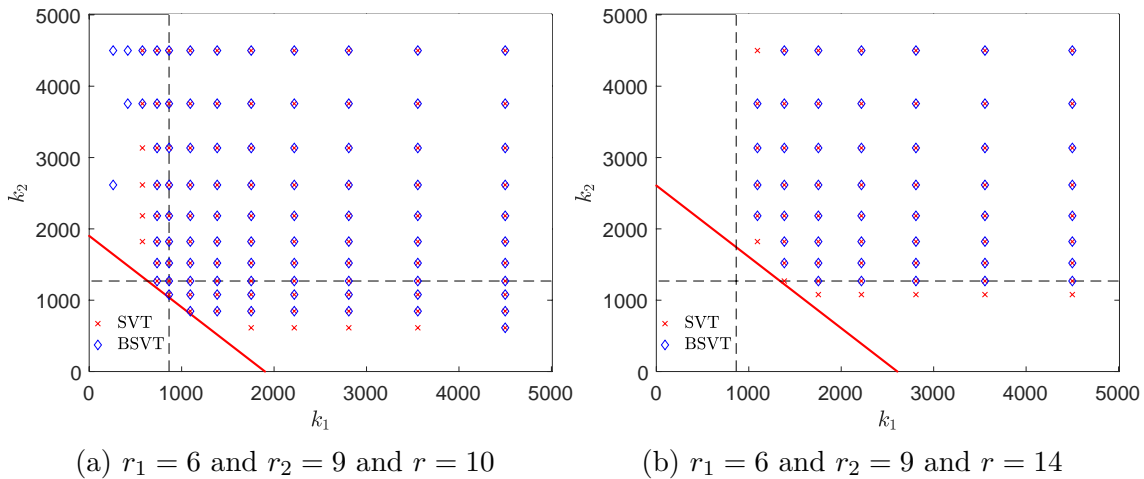 5000
4000
3000
2000
1000
0
k₂
SVT
BSVT
0 1000 2000 3000 4000 5000
k₁
(a) r₁ = 6 and r₂ = 9 and r = 10
5000
4000
3000
2000
1000
0
k₂
SVT
BSVT
0 1000 2000 3000 4000 5000
k₁
(b) r₁ = 6 and r₂ = 9 and r = 14